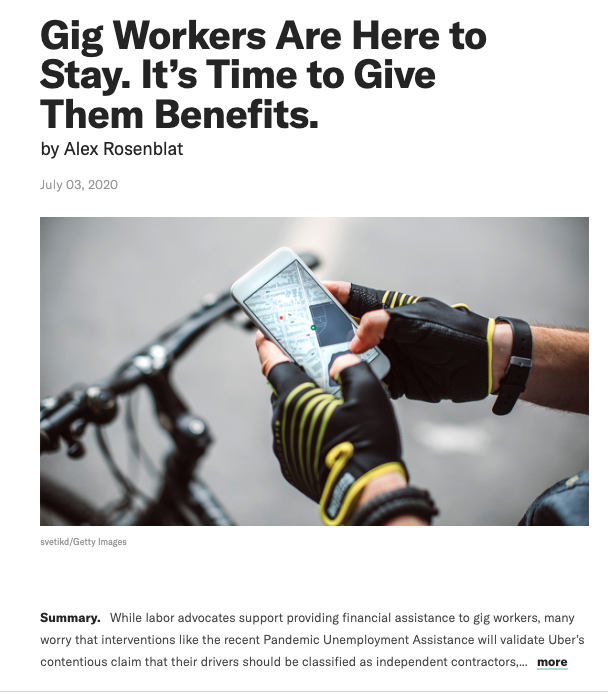 Gig Workers Are Here to
Stay. It’s Time to Give
Them Benefits.
by Alex Rosenblat
July 03, 2020
svetikd/Getty Images
Summary. While labor advocates support providing financial assistance to gig workers, many
worry that interventions like the recent Pandemic Unemployment Assistance will validate Uber’s
contentious claim that their drivers should be classified as independent contractors,... more